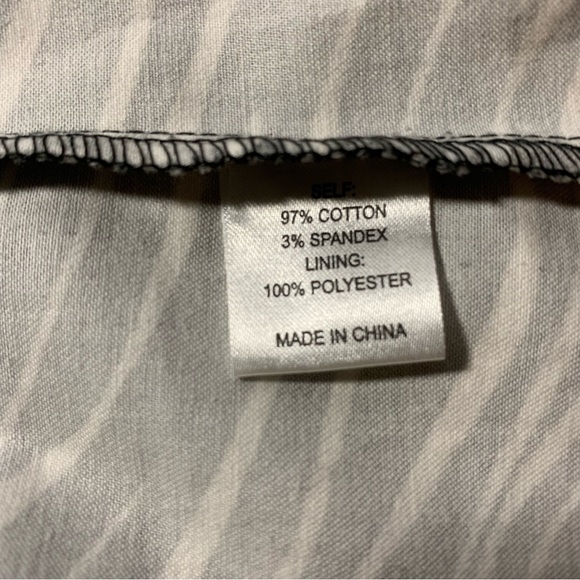 SELF:
97% COTTON
3% SPANDEX
LINING:
100% POLYESTER
MADE IN CHINA